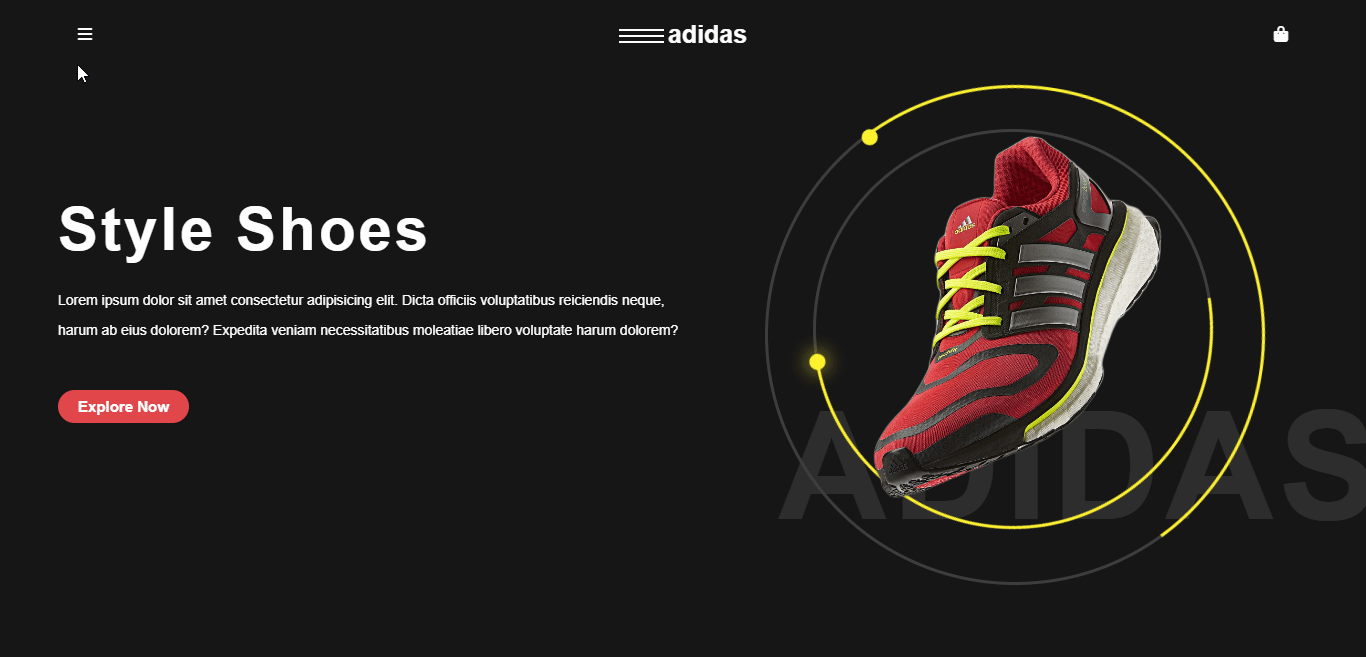 adidas
Style Shoes
Lorem ipsum dolor sit amet consectetur adipisicing elit. Dicta officiis voluptatibus reiciendis neque,
harum ab eius dolorem? Expedita veniam necessitatibus moleatiae libero voluptate harum dolorem?
Explore Now
ADIDAS
adidas